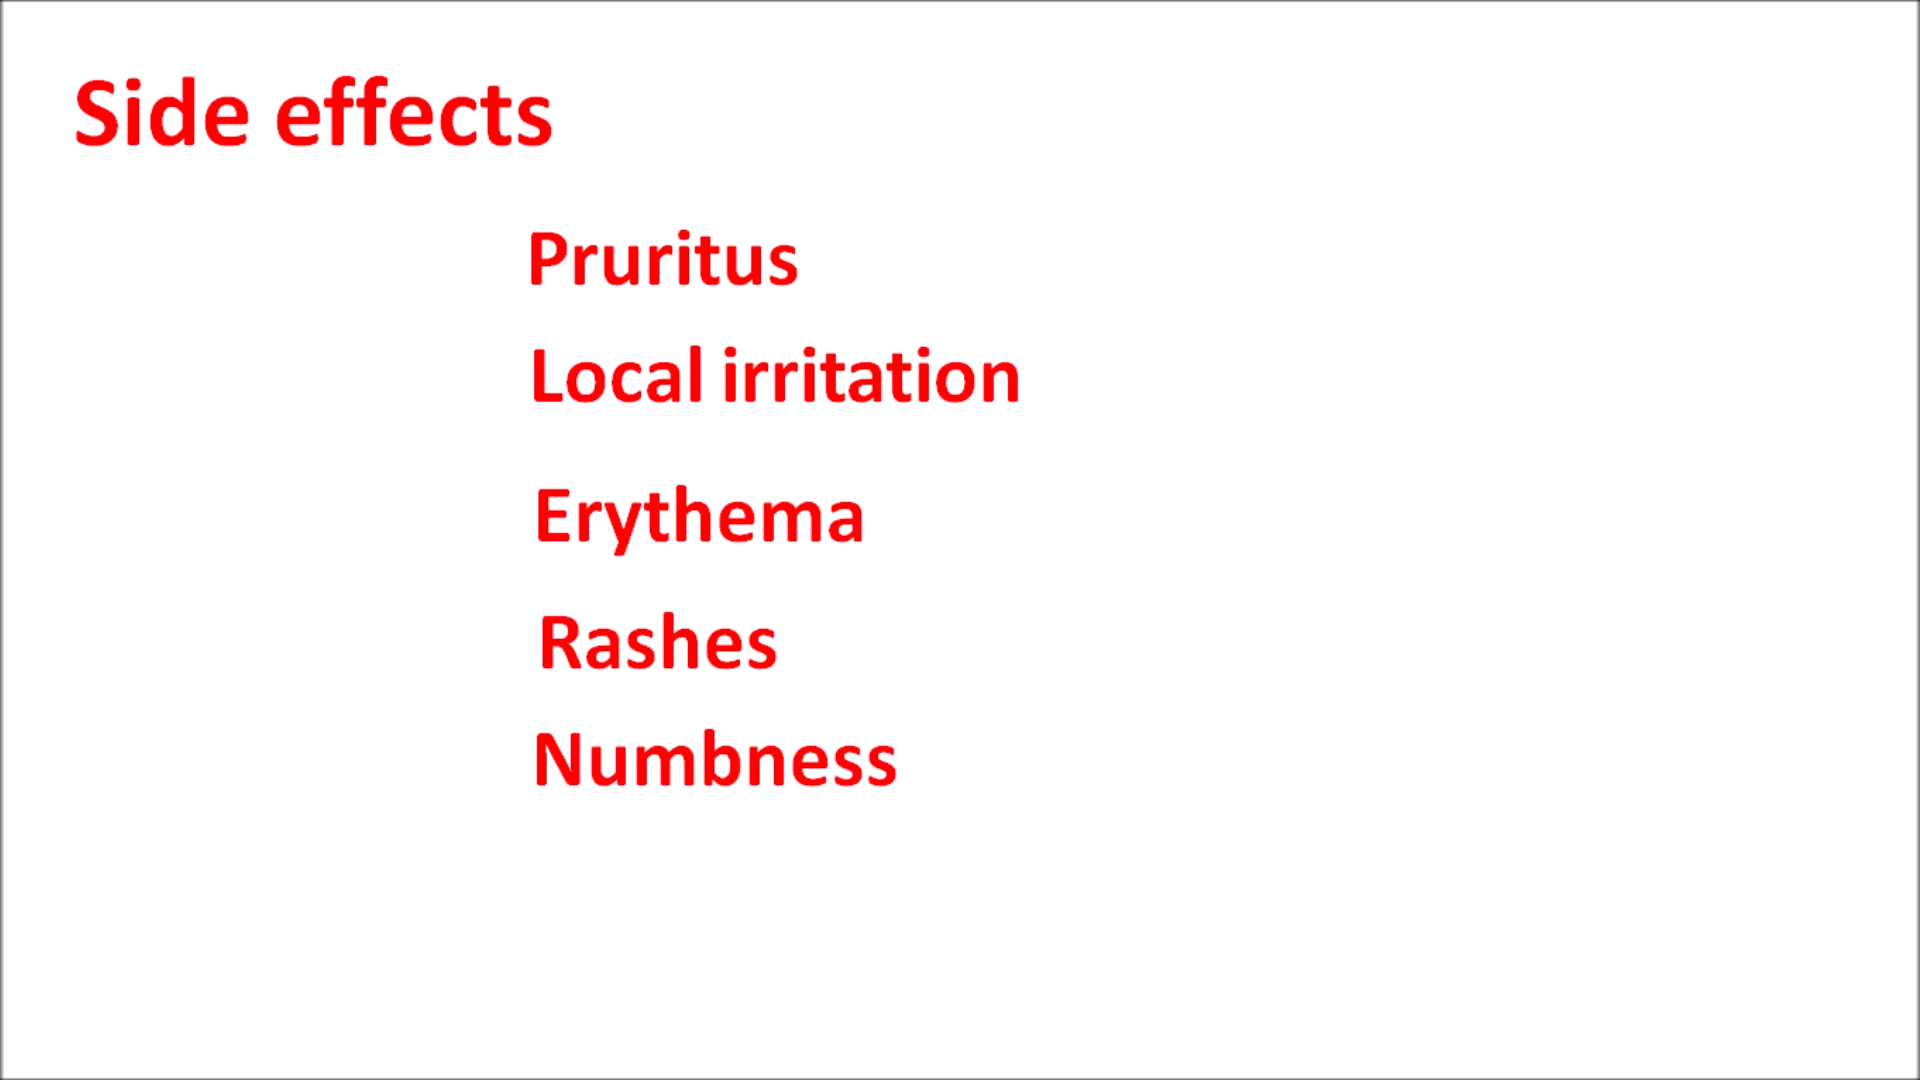 Side effects
Pruritus
Local irritation
Erythema
Rashes
Numbness